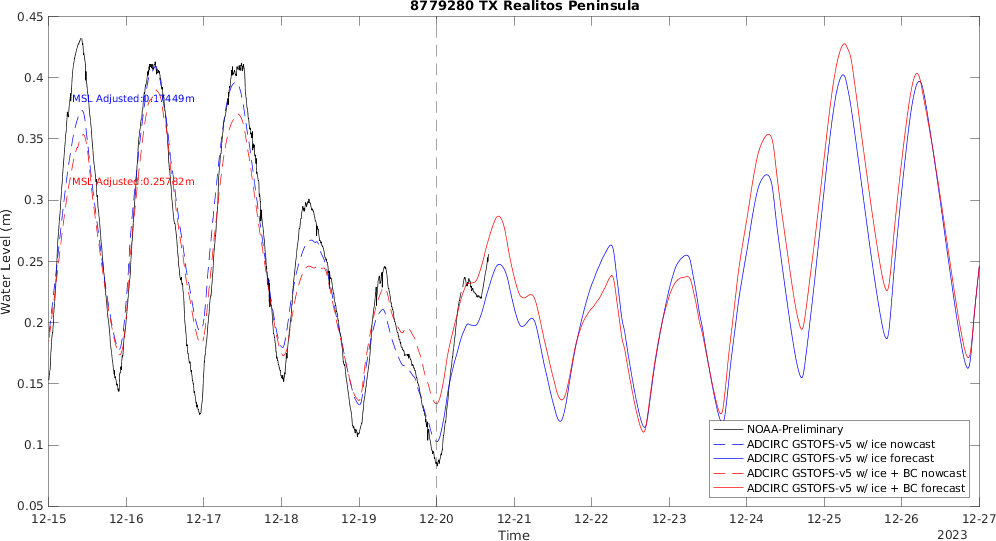 8779280 TX Realitos Peninsula
0.45
0.4
0.35
0.3
0.25
0.2
0.15
0.1
0.05
Water Level (m)
MSL Adjusted:0.17449m
MSL Adjusted:0.25782m
NOAA-Preliminary
ADCIRC GSTOFS-v5 w/ ice nowcast
ADCIRC GSTOFS-v5 w/ ice forecast
ADCIRC GSTOFS-v5 w/ ice + BC nowcast
ADCIRC GSTOFS-v5 w/ ice + BC forecast
12-15 12-16 12-17 12-18 12-19 12-20 12-21 12-22 12-23 12-24 12-25 12-26 12-27
Time
2023